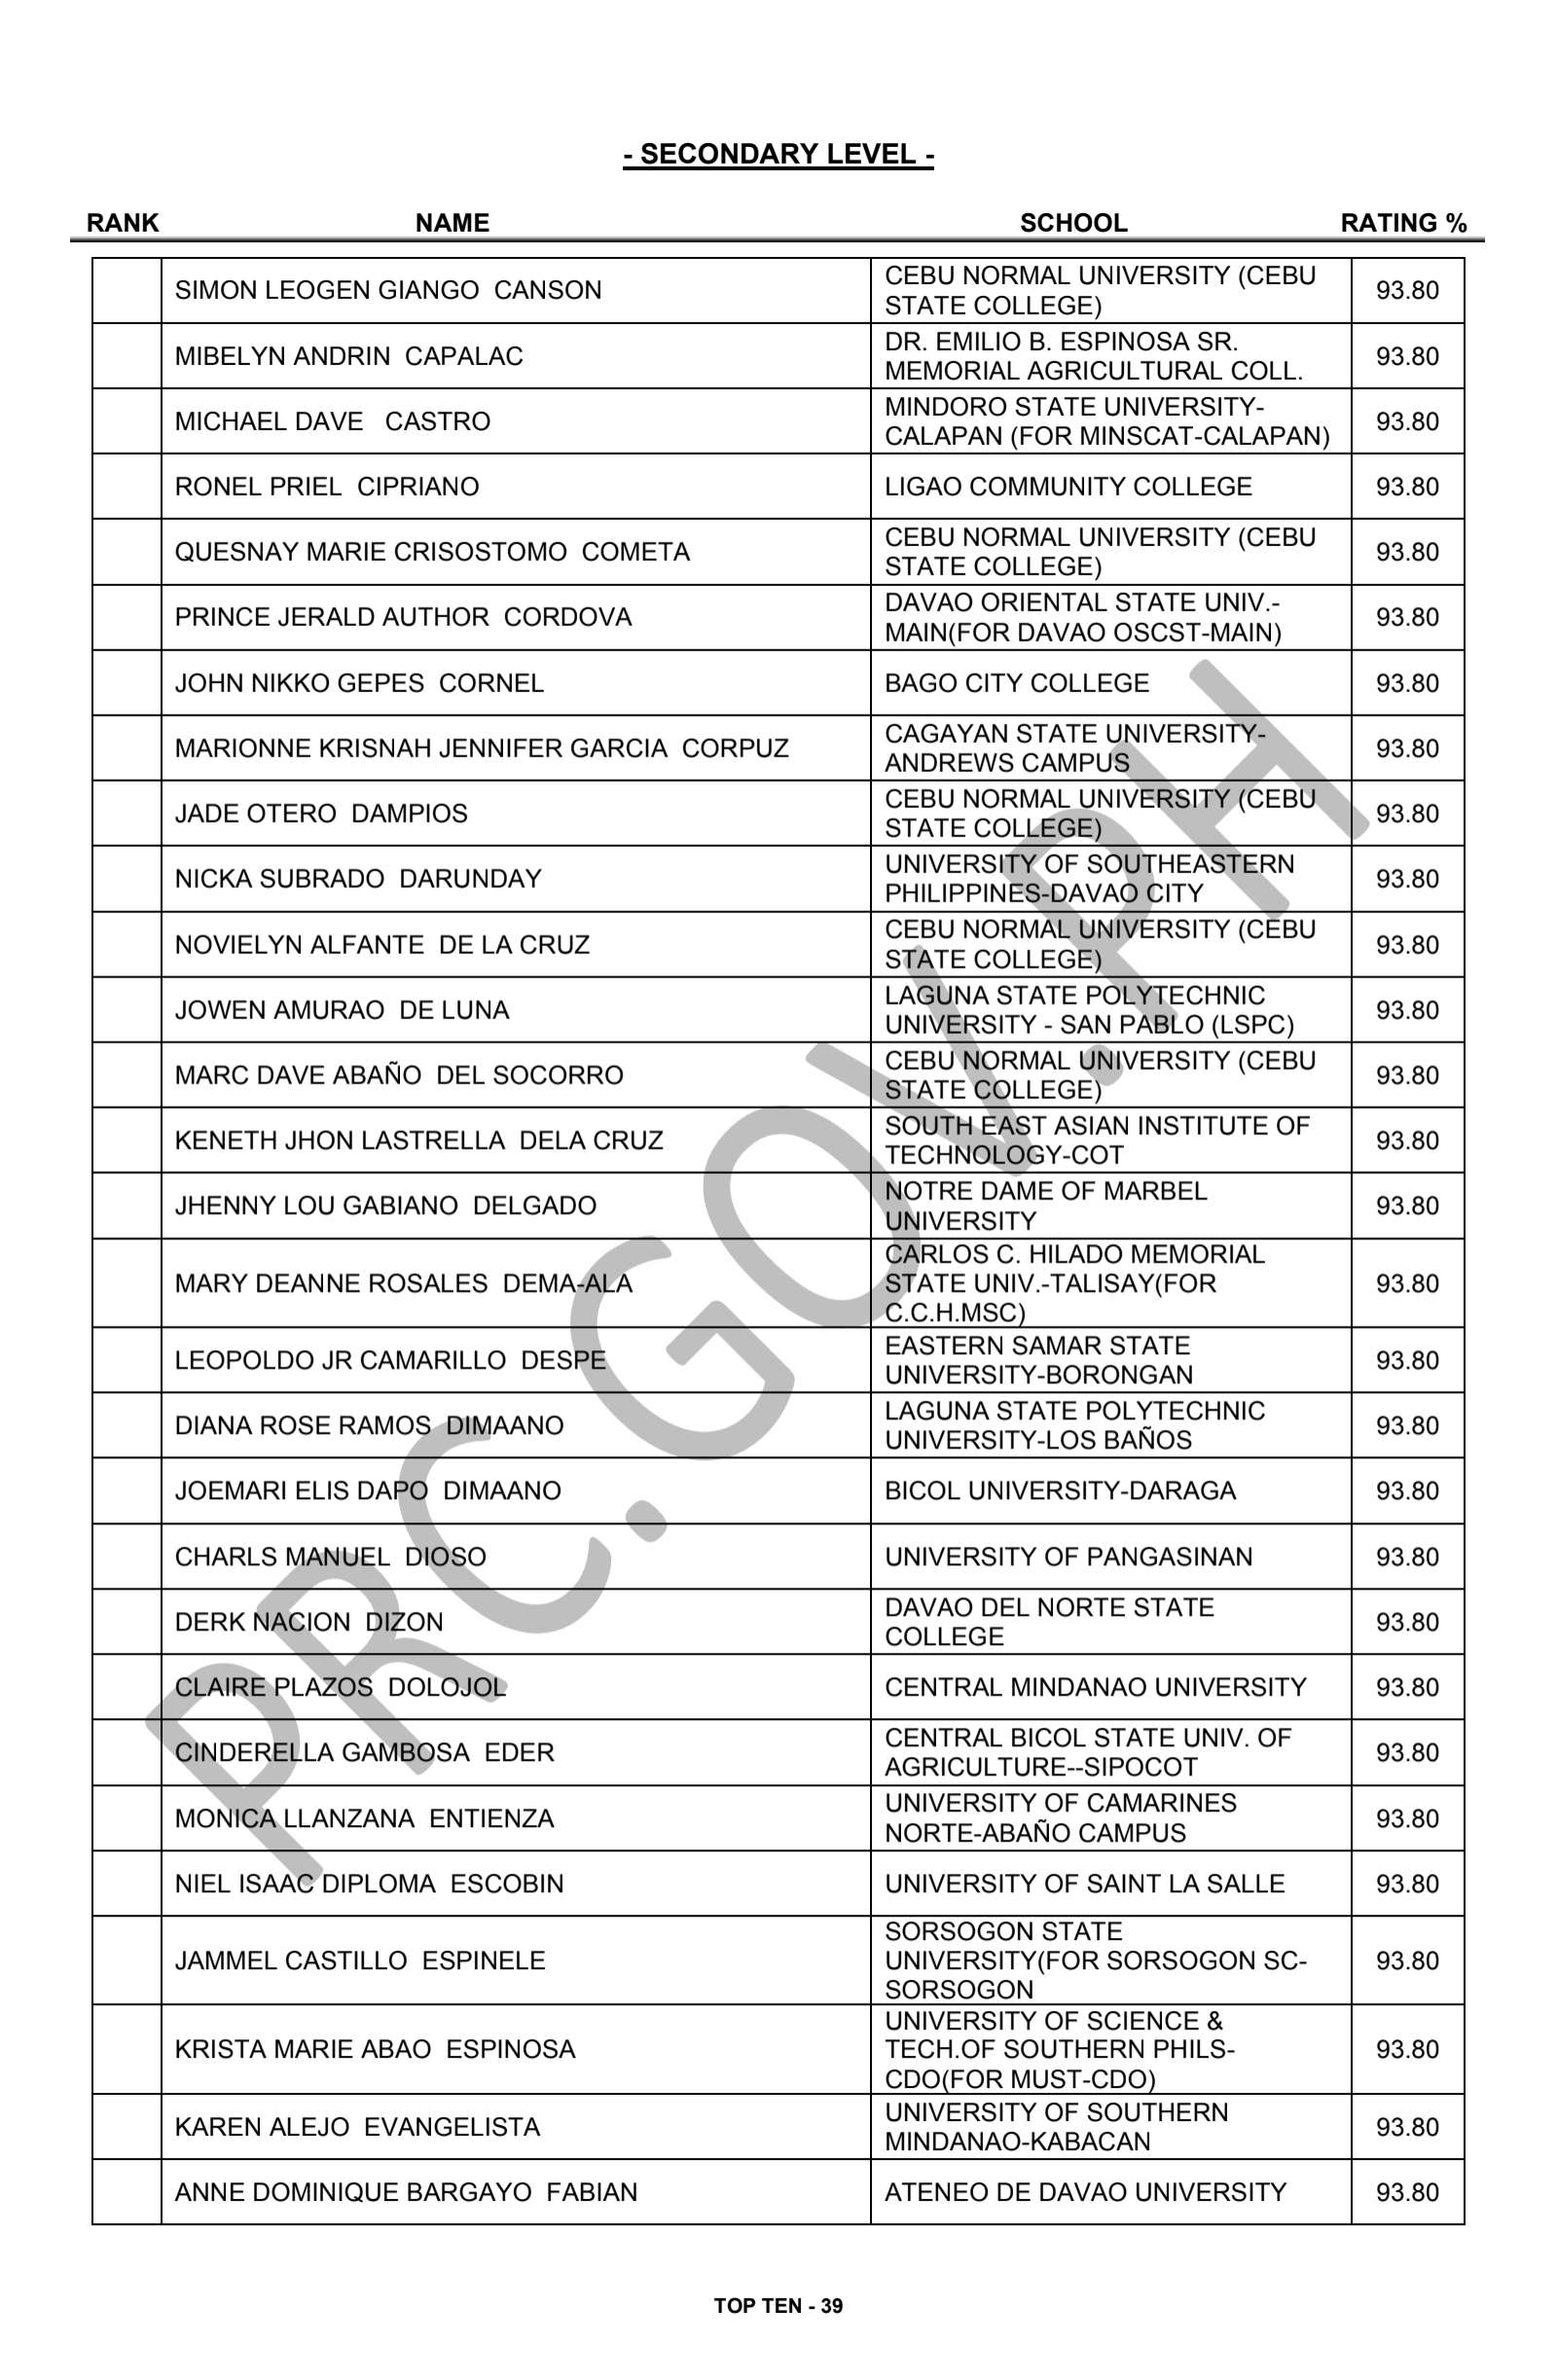 - SECONDARY LEVEL -
RANK NAME SCHOOL RATING %
SIMON LEOGEN GIANGO  CANSON CEBU NORMAL UNIVERSITY (CEBU
STATE COLLEGE) 93.80
MIBELYN ANDRIN  CAPALAC DR. EMILIO B. ESPINOSA SR.
MEMORIAL AGRICULTURAL COLL. 93.80
MICHAEL DAVE   CASTRO MINDORO STATE UNIVERSITY-
CALAPAN (FOR MINSCAT-CALAPAN) 93.80
RONEL PRIEL  CIPRIANO LIGAO COMMUNITY COLLEGE 93.80
QUESNAY MARIE CRISOSTOMO  COMETA CEBU NORMAL UNIVERSITY (CEBU
STATE COLLEGE) 93.80
PRINCE JERALD AUTHOR  CORDOVA DAVAO ORIENTAL STATE UNIV.-
MAIN(FOR DAVAO OSCST-MAIN) 93.80
JOHN NIKKO GEPES  CORNEL BAGO CITY COLLEGE 93.80
MARIONNE KRISNAH JENNIFER GARCIA  CORPUZ CAGAYAN STATE UNIVERSITY-
ANDREWS CAMPUS 93.80
JADE OTERO  DAMPIOS CEBU NORMAL UNIVERSITY (CEBU
STATE COLLEGE) 93.80
NICKA SUBRADO  DARUNDAY UNIVERSITY OF SOUTHEASTERN
PHILIPPINES-DAVAO CITY 93.80
NOVIELYN ALFANTE  DE LA CRUZ CEBU NORMAL UNIVERSITY (CEBU
STATE COLLEGE) 93.80
JOWEN AMURAO  DE LUNA LAGUNA STATE POLYTECHNIC
UNIVERSITY - SAN PABLO (LSPC) 93.80
MARC DAVE ABAÑO  DEL SOCORRO CEBU NORMAL UNIVERSITY (CEBU
STATE COLLEGE) 93.80
KENETH JHON LASTRELLA  DELA CRUZ SOUTH EAST ASIAN INSTITUTE OF
TECHNOLOGY-COT 93.80
JHENNY LOU GABIANO  DELGADO NOTRE DAME OF MARBEL
UNIVERSITY 93.80
MARY DEANNE ROSALES  DEMA-ALA CARLOS C. HILADO MEMORIAL
STATE UNIV.-TALISAY(FOR
C.C.H.MSC) 93.80
LEOPOLDO JR CAMARILLO  DESPE EASTERN SAMAR STATE
UNIVERSITY-BORONGAN 93.80
DIANA ROSE RAMOS  DIMAANO LAGUNA STATE POLYTECHNIC
UNIVERSITY-LOS BAÑOS 93.80
JOEMARI ELIS DAPO  DIMAANO BICOL UNIVERSITY-DARAGA 93.80
CHARLS MANUEL  DIOSO UNIVERSITY OF PANGASINAN 93.80
DERK NACION  DIZON DAVAO DEL NORTE STATE
COLLEGE 93.80
CLAIRE PLAZOS  DOLOJOL CENTRAL MINDANAO UNIVERSITY 93.80
CINDERELLA GAMBOSA  EDER CENTRAL BICOL STATE UNIV. OF
AGRICULTURE--SIPOCOT 93.80
MONICA LLANZANA  ENTIENZA UNIVERSITY OF CAMARINES
NORTE-ABAÑO CAMPUS 93.80
NIEL ISAAC DIPLOMA  ESCOBIN UNIVERSITY OF SAINT LA SALLE 93.80
JAMMEL CASTILLO  ESPINELE SORSOGON STATE
UNIVERSITY(FOR SORSOGON SC-
SORSOGON 93.80
KRISTA MARIE ABAO  ESPINOSA UNIVERSITY OF SCIENCE &
TECH.OF SOUTHERN PHILS-
CDO(FOR MUST-CDO) 93.80
KAREN ALEJO  EVANGELISTA UNIVERSITY OF SOUTHERN
MINDANAO-KABACAN 93.80
ANNE DOMINIQUE BARGAYO  FABIAN ATENEO DE DAVAO UNIVERSITY 93.80
PRC.GOV.PH
TOP TEN - 39